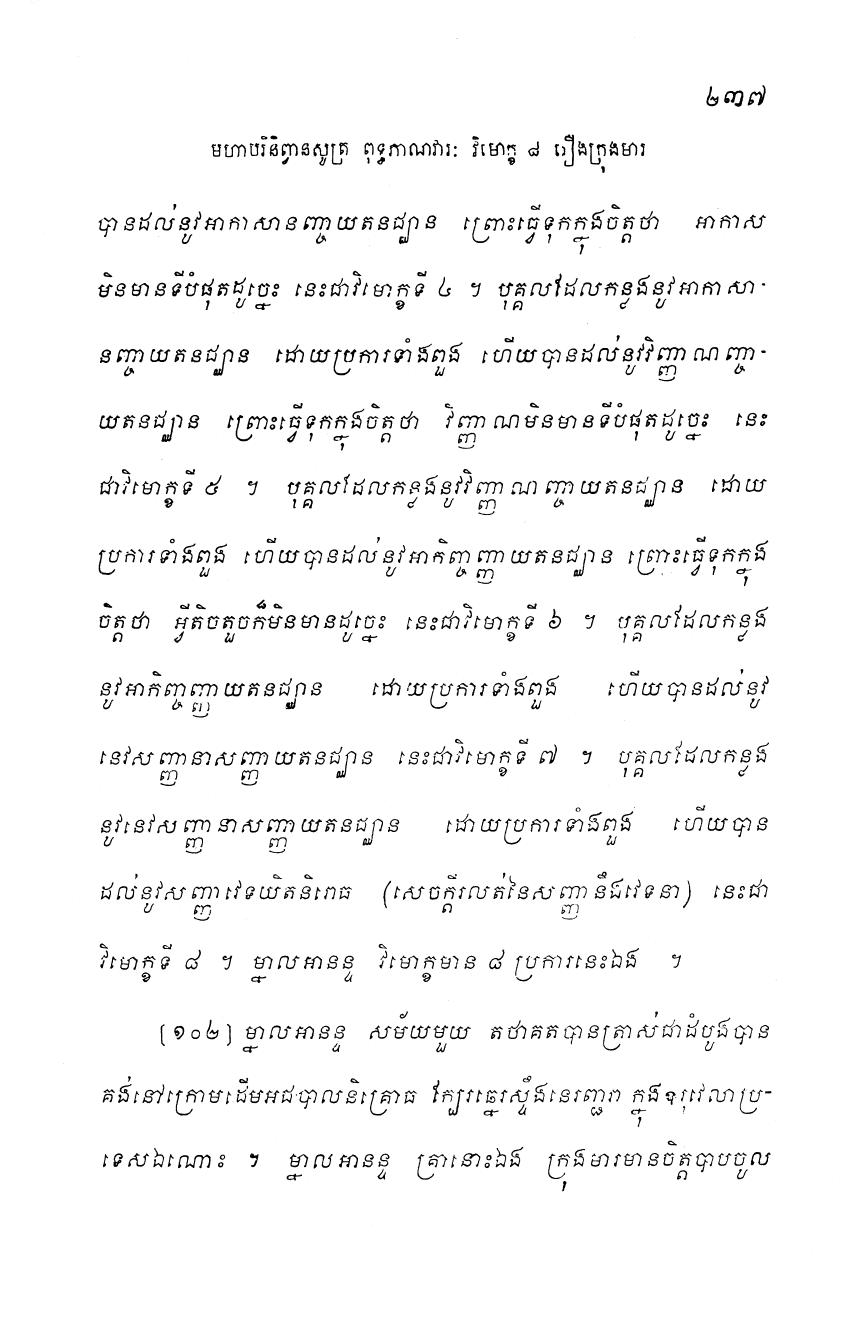 ២៣៧
មហាបរិនិព្វានសូត្រ ពុទ្ធភាណវារៈ វិមោក្ខ ៨ រឿងក្រុងមារ
បានដល់នូវអាកាសានញ្ចាយតនជ្ឈាន ព្រោះធ្វើទុកក្នុងចិត្តថា អាកាស
មិនមានទីបំផុតដូច្នេះ នេះជាវិមោក្ខទី ៤ ។ បុគ្គលដែលកន្លងនូវអាកាសា-
នញ្ចាយតនជ្ឈាន ដោយប្រការទាំងពួង ហើយបានដល់នូវវិញ្ញាណញ្ចា-
យតនជ្ឈាន ព្រោះធ្វើទុកក្នុងចិត្តថា វិញ្ញាណមិនមានទីបំផុតដូច្នេះ នេះ
ជាវិមោក្ខទី ៥ ។ បុគ្គលដែលកន្លងនូវវិញ្ញាណញ្ចាយតនជ្ឈាន ដោយ
ប្រការទាំងពួង ហើយបានដល់នូវអាកិញ្ចញ្ញាយតនជ្ឈាន ព្រោះធ្វើទុកក្នុង
ចិត្តថា អ្វីតិចតួចក៏មិនមានដូច្នេះ នេះជាវិមោក្ខទី ៦ ។ បុគ្គលដែលកន្លង
នូវអាកិញ្ចញ្ញាយតនជ្ឈាន ដោយប្រការទាំងពួង ហើយបានដល់នូវ
នេវសញ្ញានាសញ្ញាយតនជ្ឈាន នេះជាវិមោក្ខទី ៧ ។ បុគ្គលដែលកន្លង
នូវនេវសញ្ញានាសញ្ញាយតនជ្ឈាន ដោយប្រការទាំងពួង ហើយបាន
ដល់នូវសញ្ញាវេទយិតនិរោធ (សេចក្តីរលត់នៃសញ្ញានឹងវេទនា) នេះជា
វិមោក្ខទី ៨ ។ ម្នាលអានន្ទ វិមោក្ខមាន ៨ ប្រការនេះឯង ។
[១០២] ម្នាលអានន្ទ សម័យមួយ តថាគតបានត្រាស់ជាដំបូងបាន
គង់នៅក្រោមដើមអជបាលនិគ្រោធ ក្បែរឆ្នេរស្ទឹងនេរញ្ជរា ក្នុងឧរុវេលាប្រ-
ទេសឯណោះ ។ ម្នាលអានន្ទ គ្រានោះឯង ក្រុងមារមានចិត្តបាបចូល